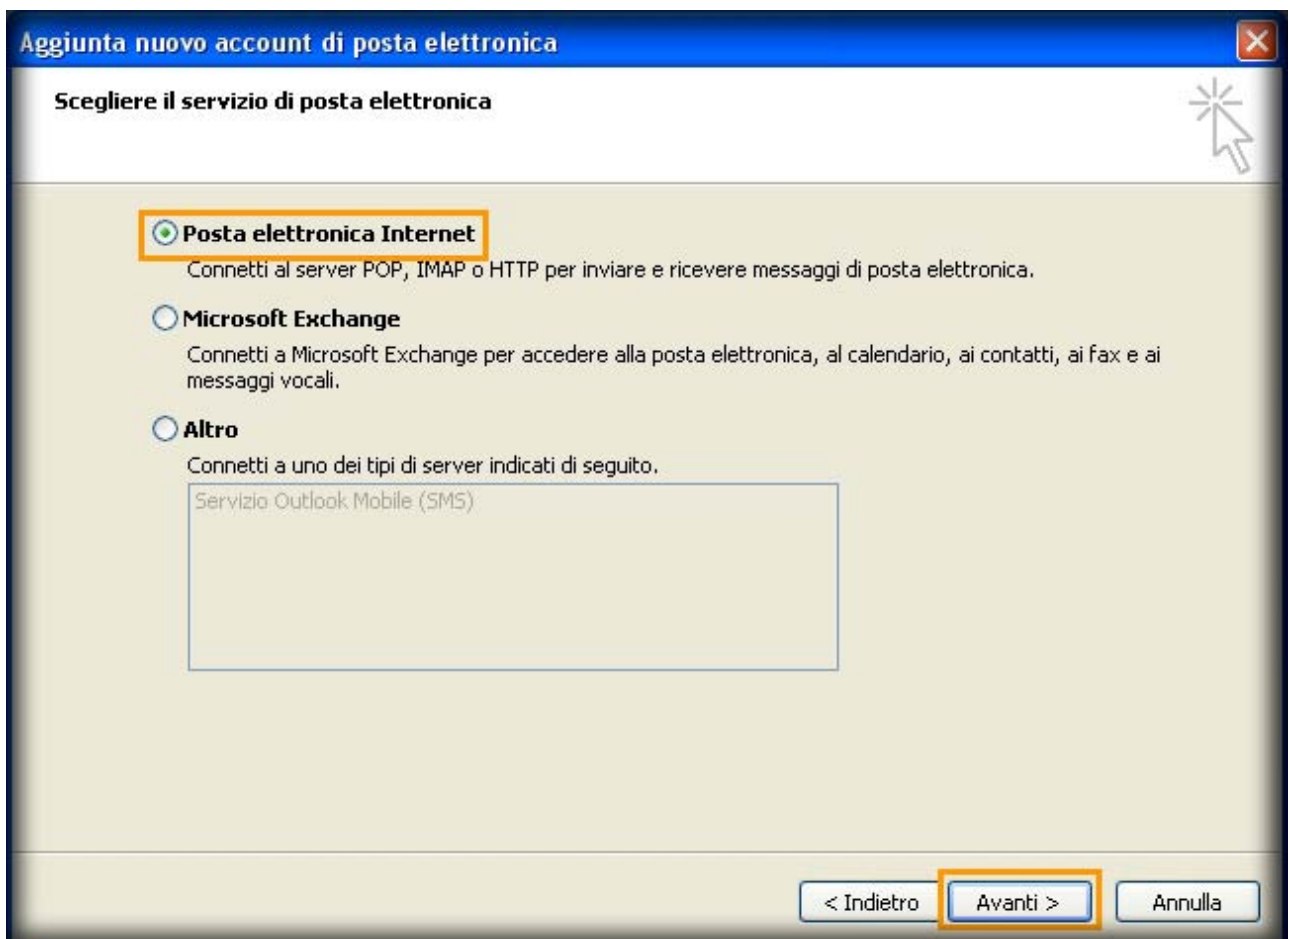 Aggiunta nuovo account di posta elettronica
Scegliere il servizio di posta elettronica
Posta elettronica Internet
Connetti al server POP, IMAP o HTTP per inviare e ricevere messaggi di posta elettronica.
Microsoft Exchange
Connetti a Microsoft Exchange per accedere alla posta elettronica, al calendario, ai contatti, ai fax e ai
messaggi vocali.
Altro
Connetti a uno dei tipi di server indicati di seguito.
Servizio Outlook Mobile (SMS)
< Indietro Avanti > Annulla